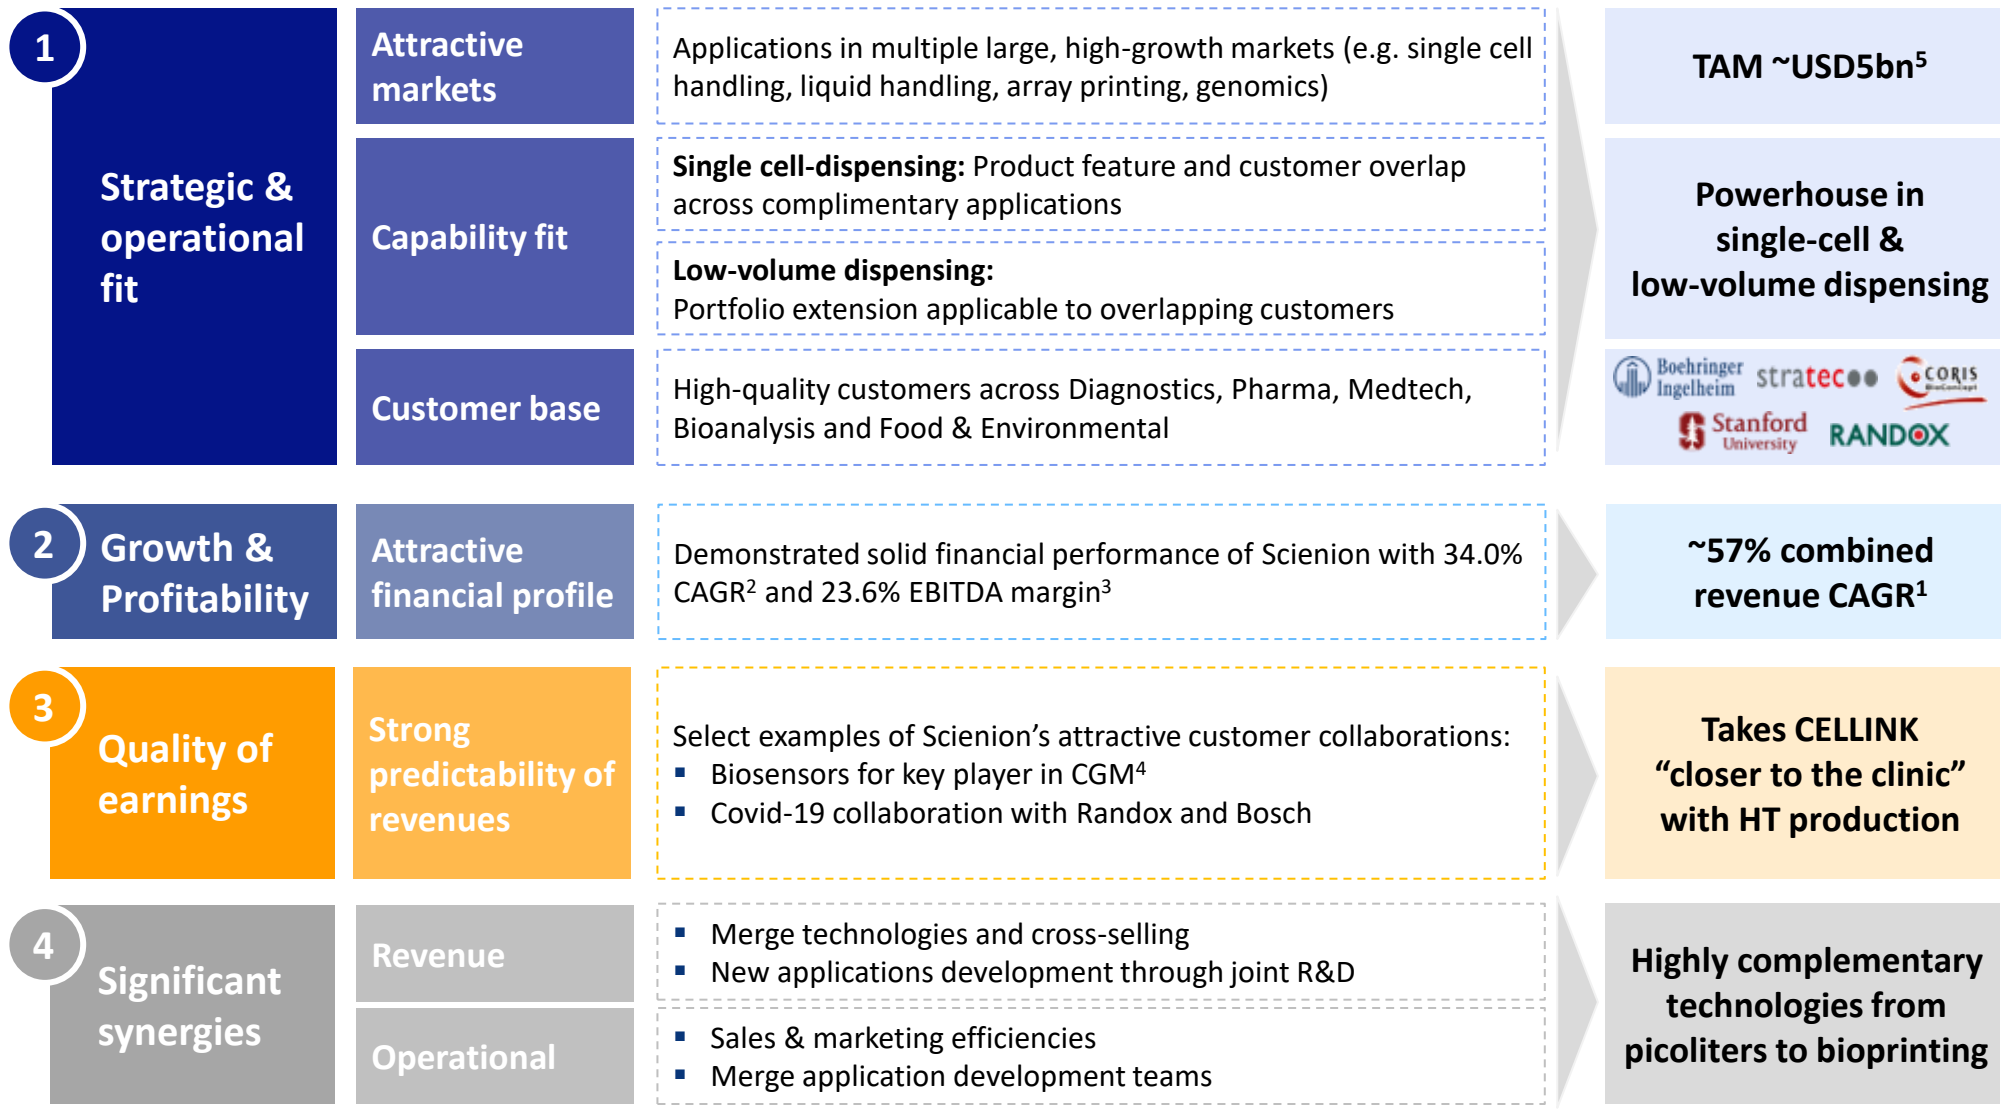 1
Strategic &
operational
fit
Attractive
markets
Applications in multiple large, high-growth markets (e.g. single cell
handling, liquid handling, array printing, genomics)
TAM ~USD5bn⁵
Capability fit
Single cell-dispensing: Product feature and customer overlap
across complimentary applications
Low-volume dispensing:
Portfolio extension applicable to overlapping customers
Powerhouse in
single-cell &
low-volume dispensing
Customer base
High-quality customers across Diagnostics, Pharma, Medtech,
Bioanalysis and Food & Environmental
Boehringer
Ingelheim
stratec
CORIS
BioConcept
Stanford
University
RANDOX
2
Growth &
Profitability
Attractive
financial profile
Demonstrated solid financial performance of Scienion with 34.0%
CAGR² and 23.6% EBITDA margin³
~57% combined
revenue CAGR¹
3
Quality of
earnings
Strong
predictability of
revenues
Select examples of Scienion’s attractive customer collaborations:
▪ Biosensors for key player in CGM⁴
▪ Covid-19 collaboration with Randox and Bosch
Takes CELLINK
“closer to the clinic”
with HT production
4
Significant
synergies
Revenue
▪ Merge technologies and cross-selling
▪ New applications development through joint R&D
Operational
▪ Sales & marketing efficiencies
▪ Merge application development teams
Highly complementary
technologies from
picoliters to bioprinting